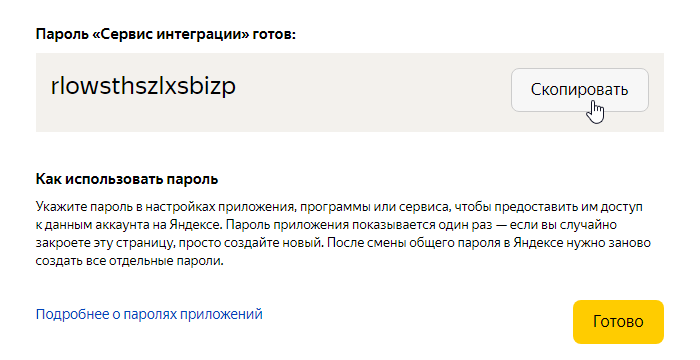 Пароль «Сервис интеграции» готов:
rlowsthszlxsbizp
Скопировать
Как использовать пароль
Укажите пароль в настройках приложения, программы или сервиса, чтобы предоставить им доступ
к данным аккаунта на Яндексе. Пароль приложения показывается один раз — если вы случайно
закроете эту страницу, просто создайте новый. После смены общего пароля в Яндексе нужно заново
создать все отдельные пароли.
Подробнее о паролях приложений
Готово